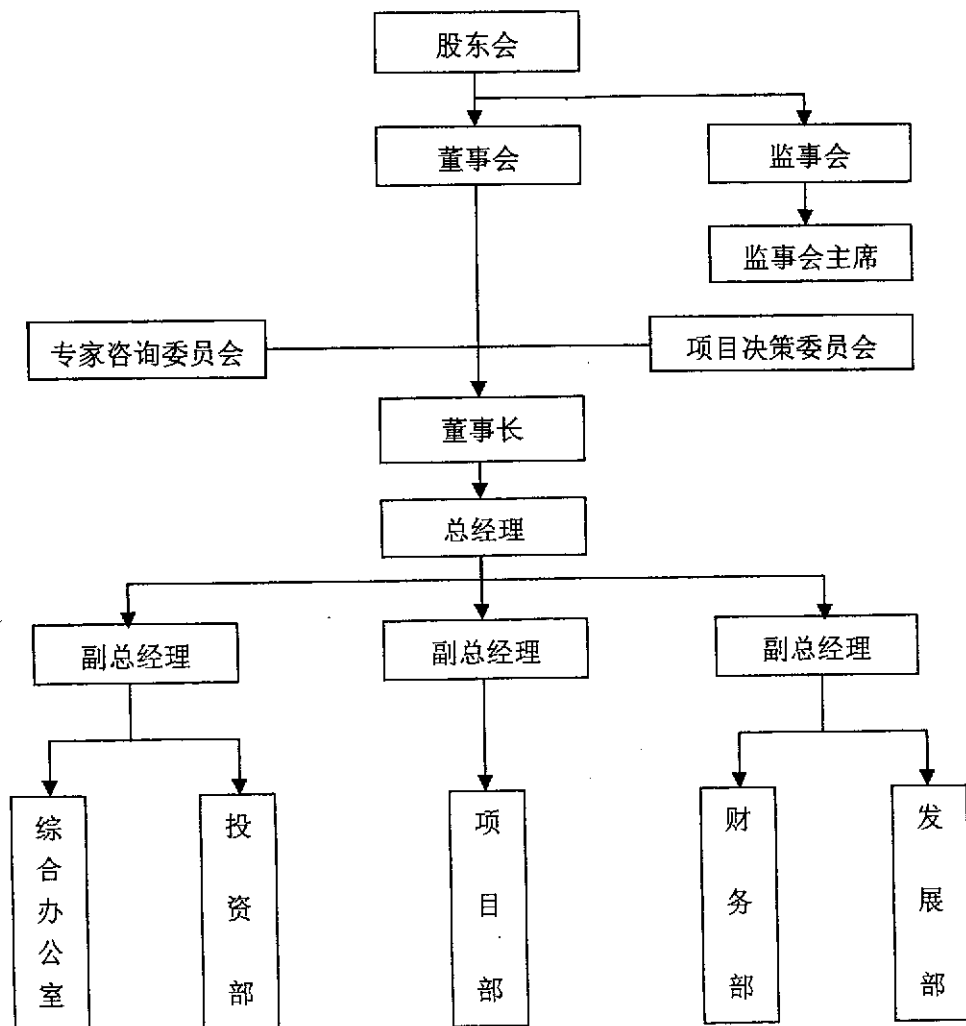 股东会
董事会
监事会
监事会主席
专家咨询委员会
项目决策委员会
董事长
总经理
副总经理
副总经理
副总经理
综合办公室
投资部
项目部
财务部
发展部